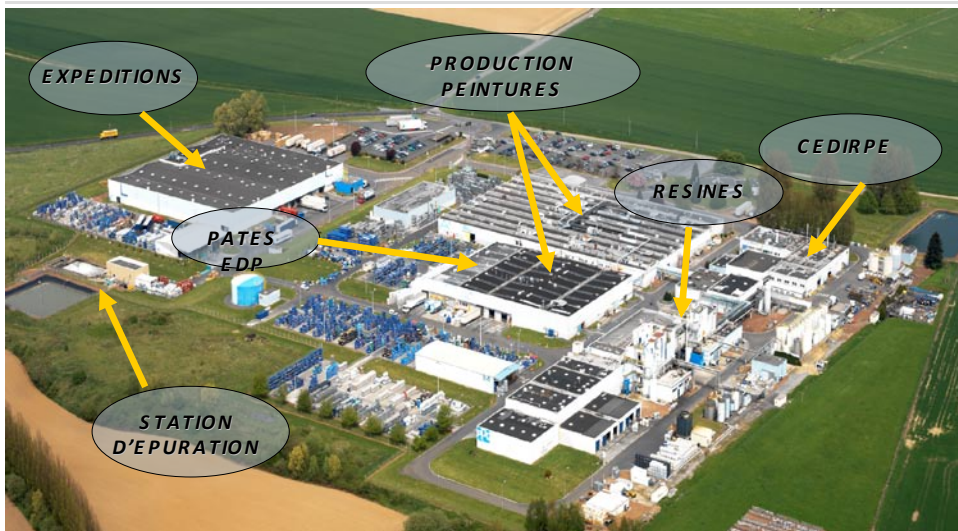 EXPEDITIONS
PRODUCTION
PEINTURES
CEDIRPE
RESINES
PATES
EDP
STATION
D'EPURATION